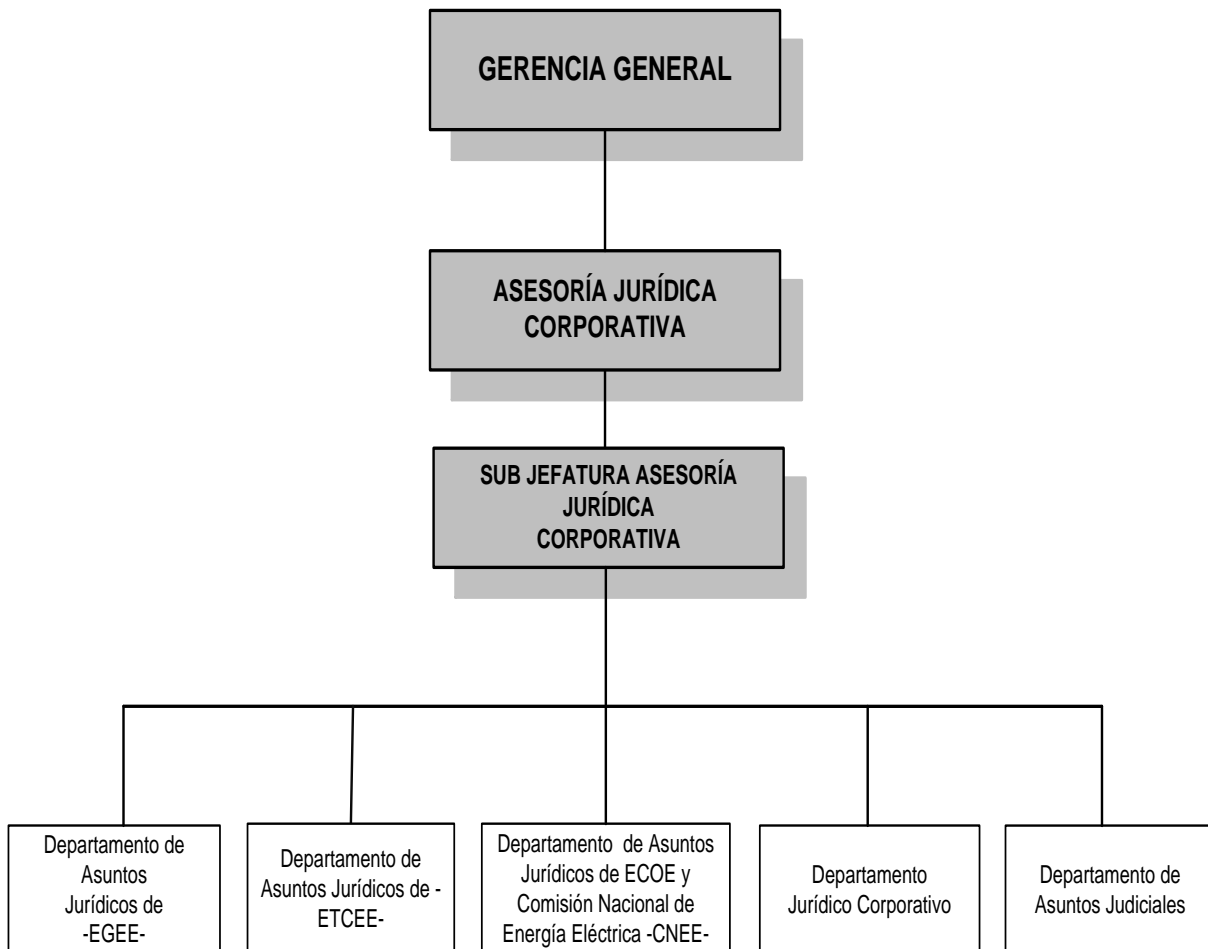 GERENCIA GENERAL
ASESORÍA JURÍDICA
CORPORATIVA
SUB JEFATURA ASESORÍA
JURÍDICA
CORPORATIVA
Departamento de
Asuntos
Jurídicos de
-EGEE-
Departamento de
Asuntos Jurídicos de -
ETCEE-
Departamento de Asuntos
Jurídicos de ECOE y
Comisión Nacional de
Energía Eléctrica -CNEE-
Departamento
Jurídico Corporativo
Departamento de
Asuntos Judiciales